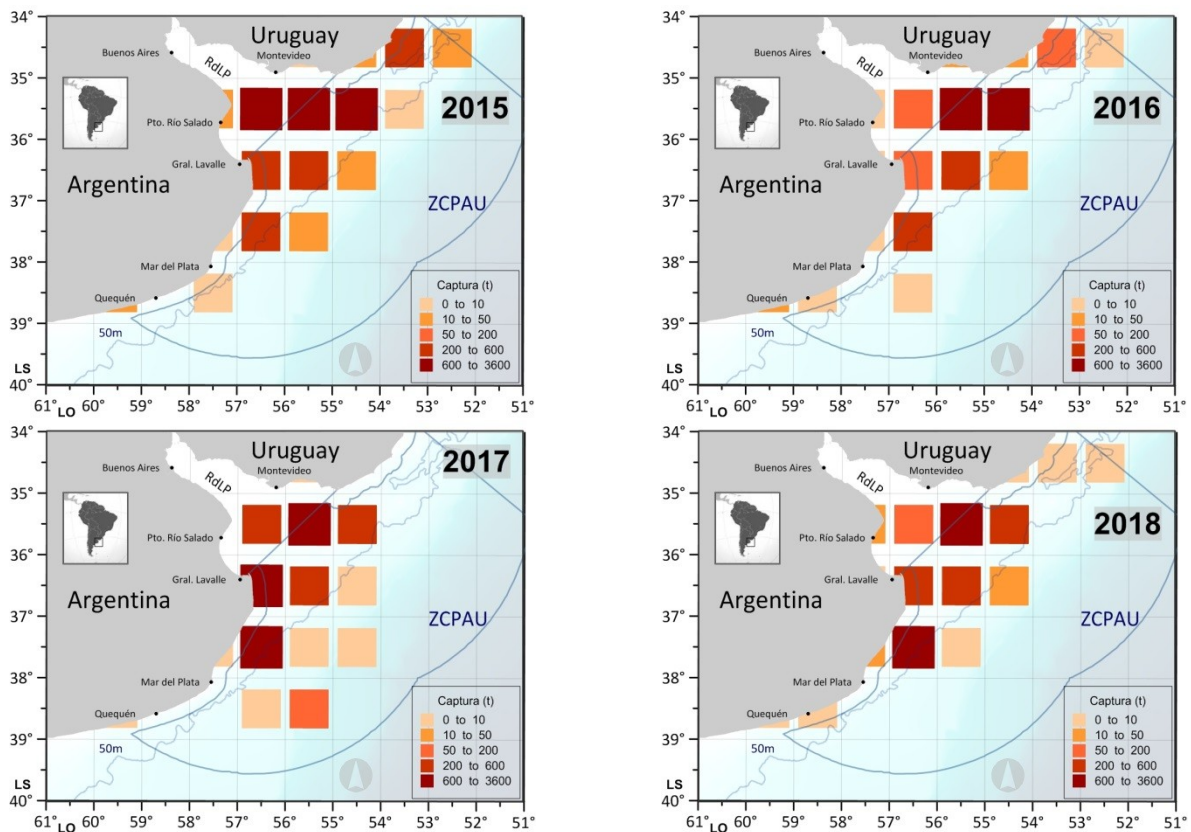 34°
35°
36°
37°
38°
39°
40°
LS
Uruguay
Buenos Aires
Montevideo
RdLP
2015
Pto. Río Salado
Gral. Lavalle
Argentina
ZCPAU
Mar del Plata
Quequén
50m
Captura (t)
0 to 10
10 to 50
50 to 200
200 to 600
600 to 3600
61° LO 60° 59° 58° 57° 56° 55° 54° 53° 52° 51°
34°
35°
36°
37°
38°
39°
40°
LS
Uruguay
Buenos Aires
Montevideo
RdLP
2016
Pto. Río Salado
Gral. Lavalle
Argentina
ZCPAU
Mar del Plata
Quequén
50m
Captura (t)
0 to 10
10 to 50
50 to 200
200 to 600
600 to 3600
61° LO 60° 59° 58° 57° 56° 55° 54° 53° 52° 51°
34°
35°
36°
37°
38°
39°
40°
LS
Uruguay
2017
Buenos Aires
Montevideo
RdLP
Pto. Río Salado
Gral. Lavalle
Argentina
ZCPAU
Mar del Plata
Quequén
50m
Captura (t)
0 to 10
10 to 50
50 to 200
200 to 600
600 to 3600
61° LO 60° 59° 58° 57° 56° 55° 54° 53° 52° 51°
34°
35°
36°
37°
38°
39°
40°
LS
Uruguay
Buenos Aires
Montevideo
RdLP
2018
Pto. Río Salado
Gral. Lavalle
Argentina
ZCPAU
Mar del Plata
Quequén
50m
Captura (t)
0 to 10
10 to 50
50 to 200
200 to 600
600 to 3600
61° LO 60° 59° 58° 57° 56° 55° 54° 53° 52° 51°